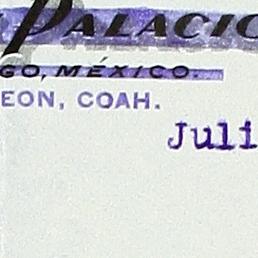 PALACIO
GO, MÉXICO.
EON, COAH.
Juli